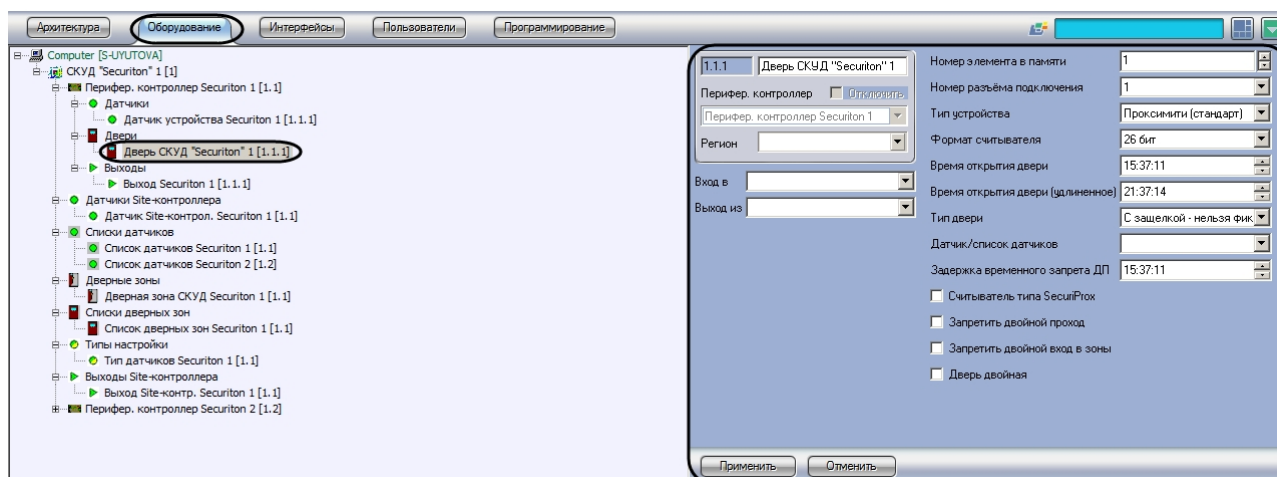 Архитектура Оборудование Интерфейсы Пользователи Программирование
Computer [S-UYUTOVA]
СКУД "Securiton" 1 [1]
Перифер. контроллер Securiton 1 [1.1]
Датчики
Датчик устройства Securiton 1 [1.1.1]
Двери
Дверь СКУД "Securiton" 1 [1.1.1]
Выходы
Выход Securiton 1 [1.1.1]
Датчики Site-контроллера
Датчик Site-контрол. Securiton 1 [1.1]
Списки датчиков
Список датчиков Securiton 1 [1.1]
Список датчиков Securiton 2 [1.2]
Дверные зоны
Дверная зона СКУД Securiton 1 [1.1]
Списки дверных зон
Список дверных зон Securiton 1 [1.1]
Типы настройки
Тип датчиков Securiton 1 [1.1]
Выходы Site-контроллера
Выход Site-контр. Securiton 1 [1.1]
Перифер. контроллер Securiton 2 [1.2]
1.1.1 Дверь СКУД "Securiton" 1
Перифер. контроллер Отключить
Перифер. контроллер Securiton 1
Регион
Вход в
Выход из
Номер элемента в памяти 1
Номер разъёма подключения 1
Тип устройства Проксимити (стандарт)
Формат считывателя 26 бит
Время открытия двери 15:37:11
Время открытия двери (удлиненное) 21:37:14
Тип двери С защелкой - нельзя фик
Датчик/список датчиков
Задержка временного запрета ДП 15:37:11
Считыватель типа SecuriProx
Запретить двойной проход
Запретить двойной вход в зоны
Дверь двойная
Применить Отменить